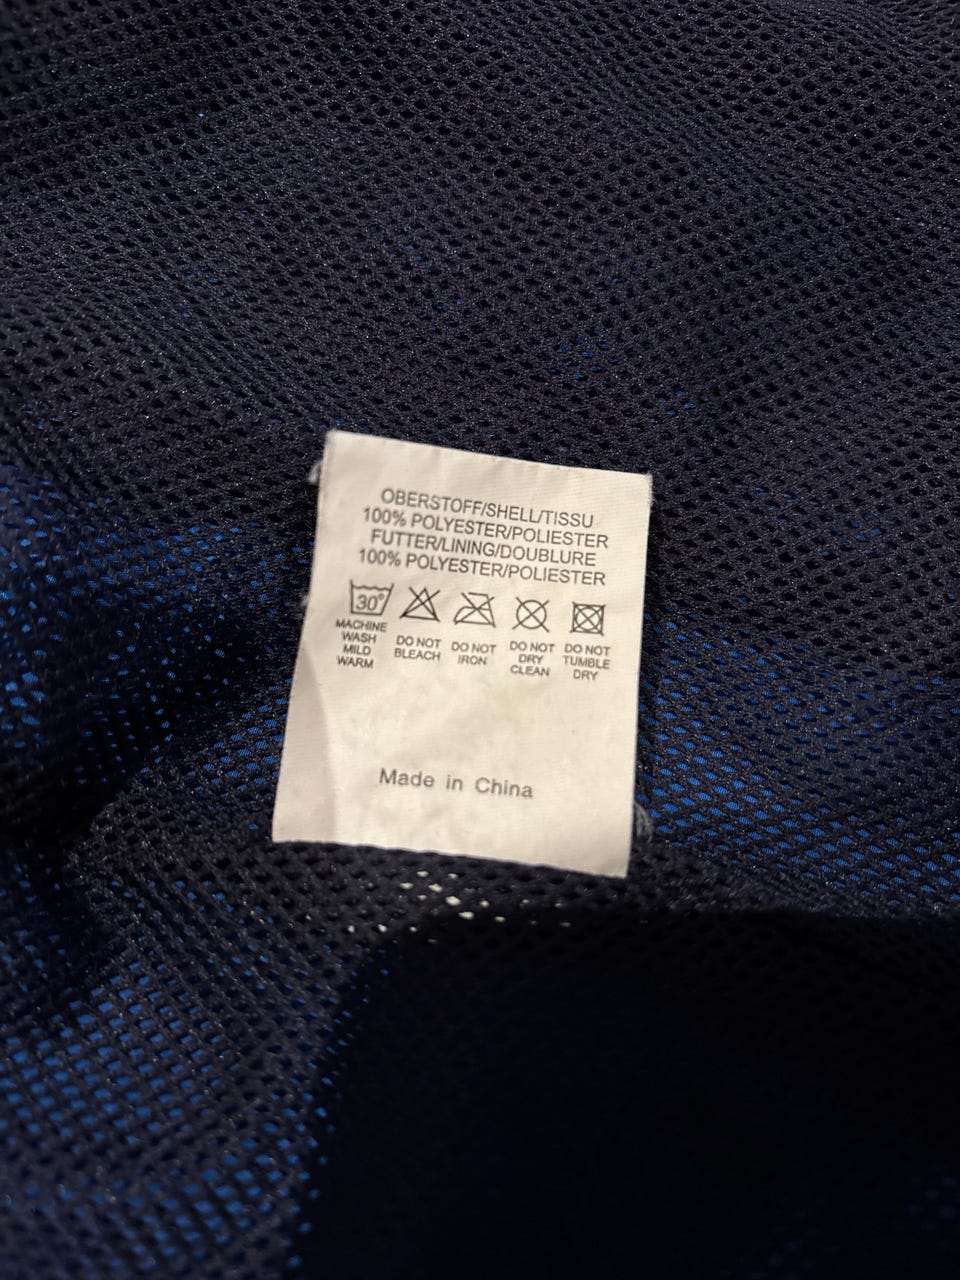 OBERSTOFF/SHELL/TISSU
100% POLYESTER/POLIESTER
FUTTER/LINING/DOUBLURE
100% POLYESTER/POLIESTER
30°
MACHINE
WASH
MILD
WARM
DO NOT
BLEACH
DO NOT
IRON
DO NOT
DRY
CLEAN
DO NOT
TUMBLE
DRY
Made in China